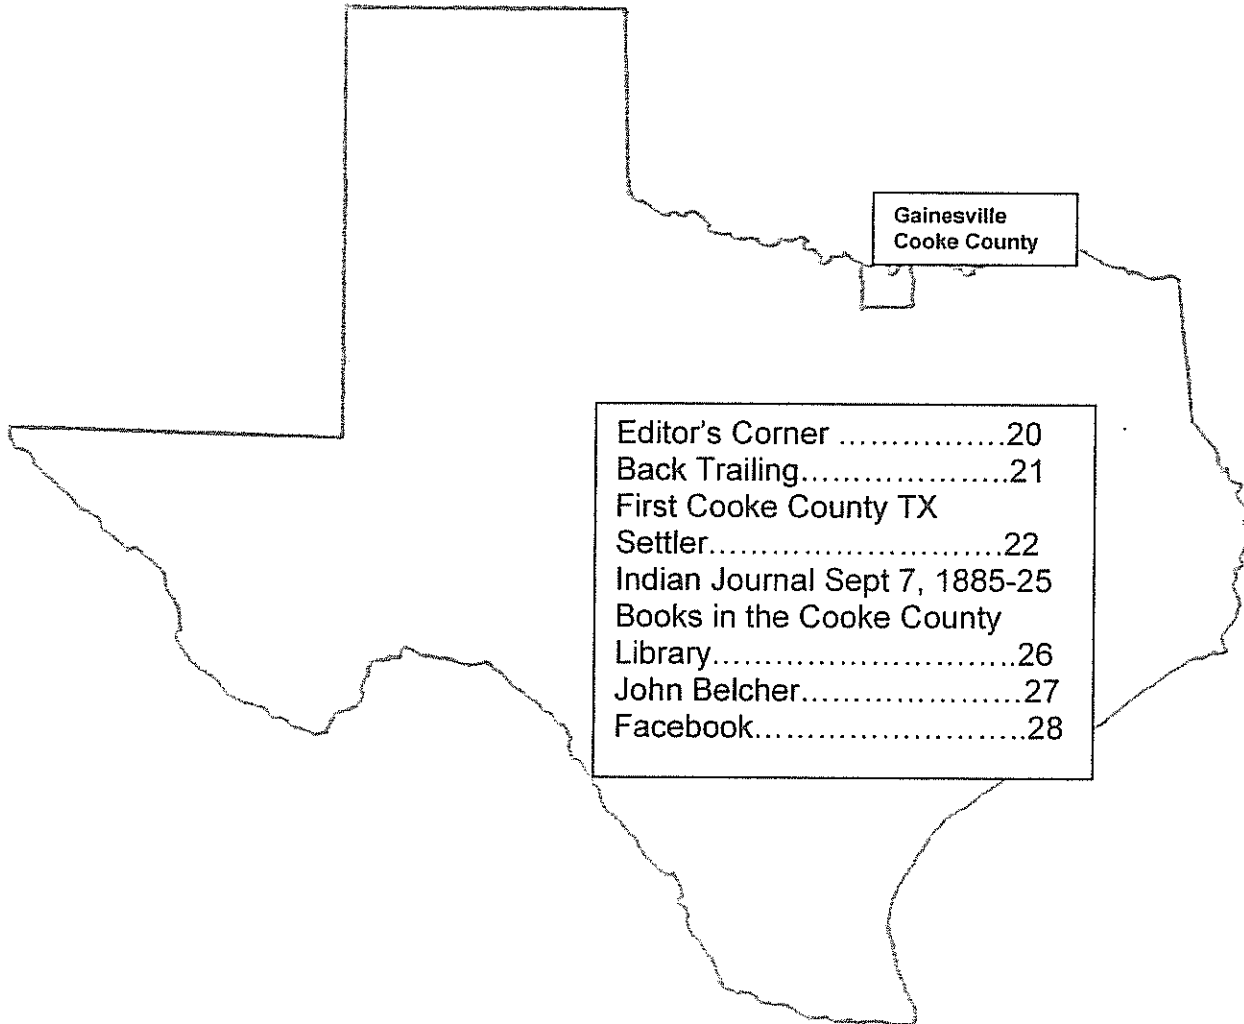 Gainesville
Cooke County
Editor's Corner ................20
Back Trailing....................21
First Cooke County TX
Settler............................22
Indian Journal Sept 7, 1885-25
Books in the Cooke County
Library.............................26
John Belcher.....................27
Facebook..........................28